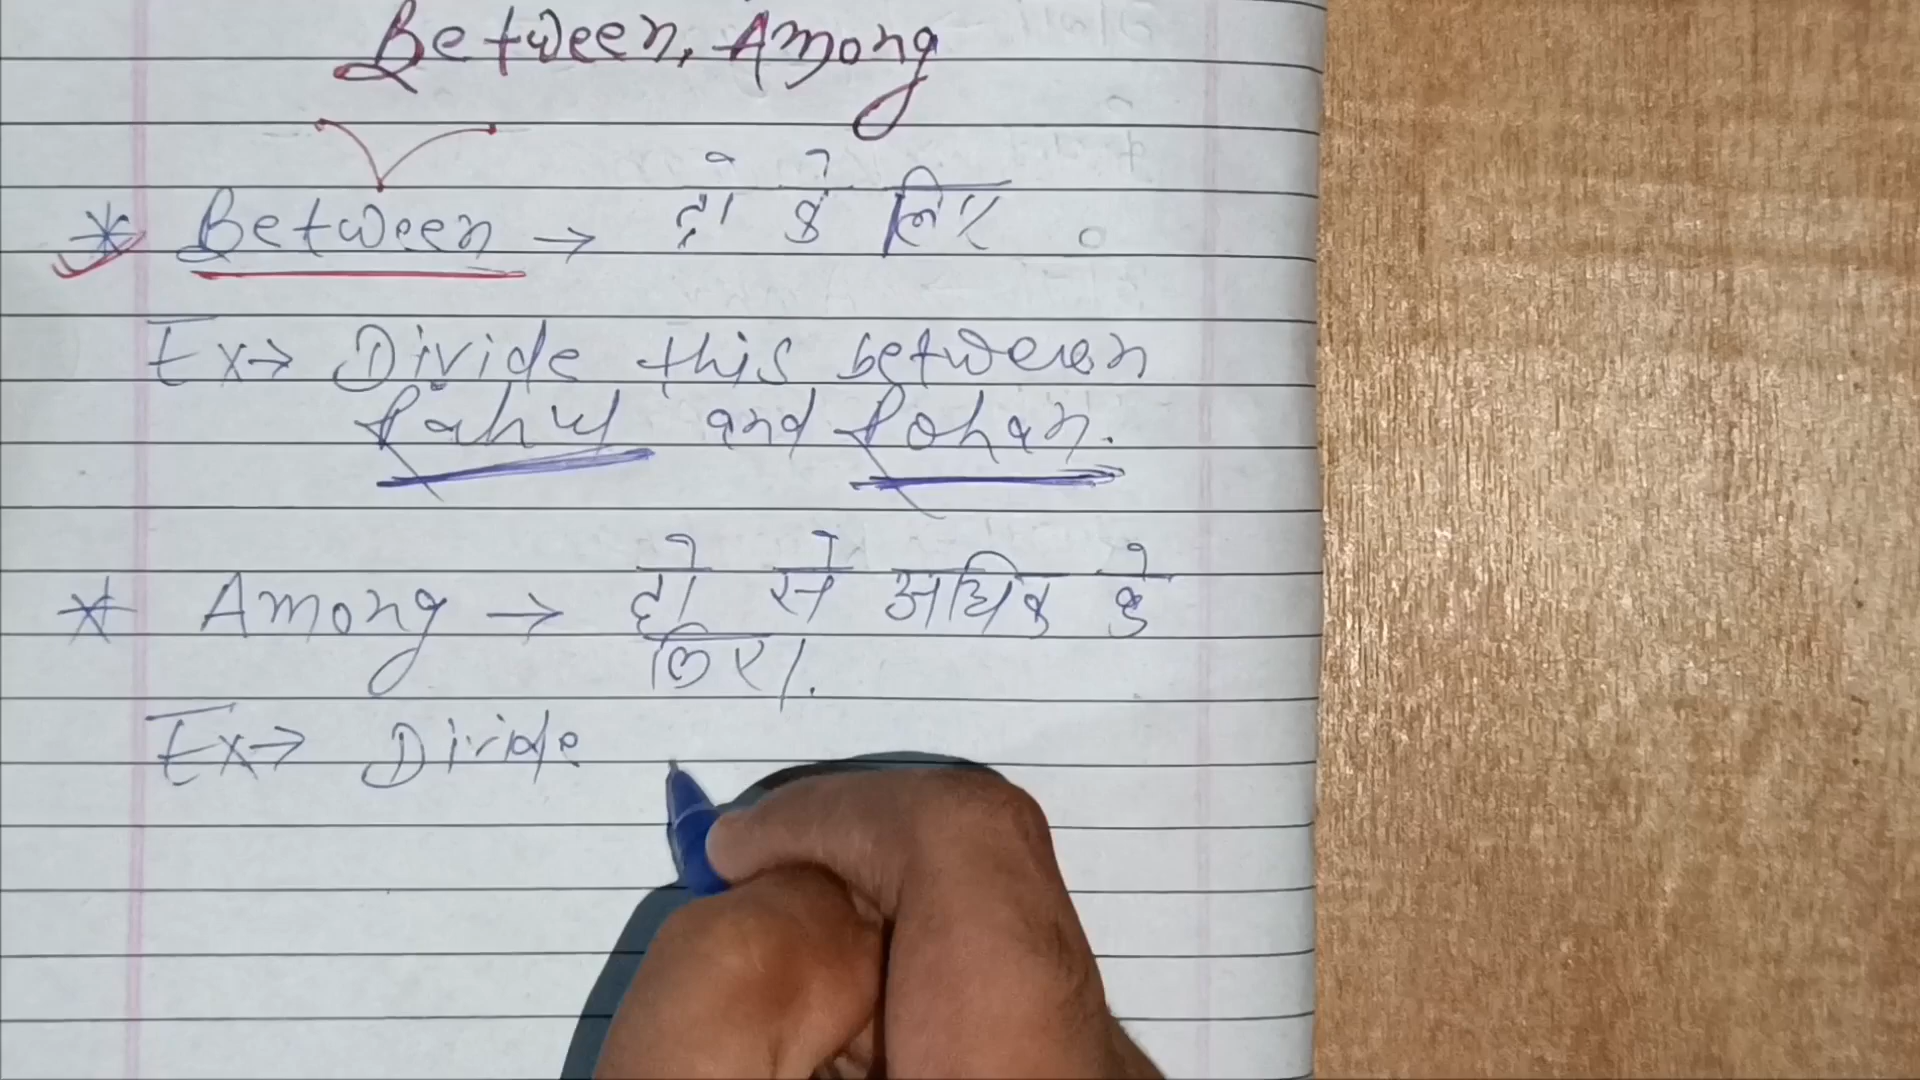 Between, Among
* Between → दो के लिए
Ex→ Divide this between
Rahul and Rohan.
* Among → दो से अधिक के
लिए।.
Ex→ Divide